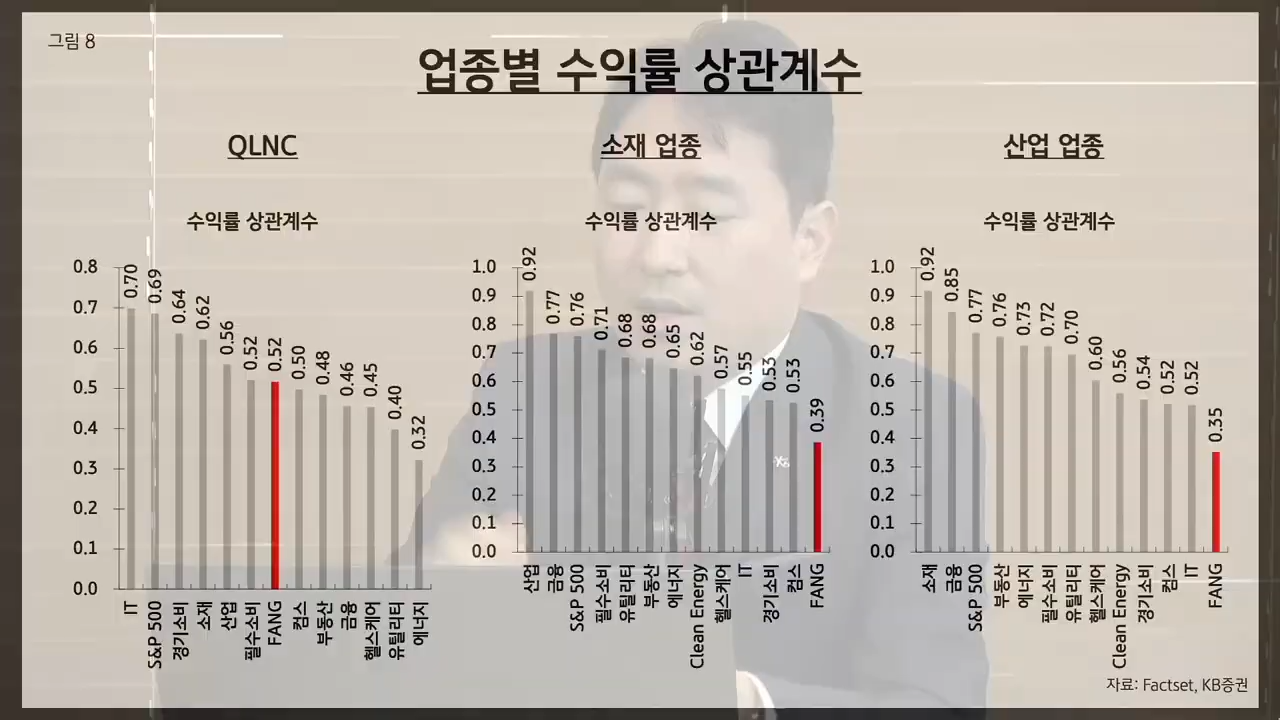 그림 8
업종별 수익률 상관계수
QLNC
수익률 상관계수
0.8
0.7
0.6
0.5
0.4
0.3
0.2
0.1
0.0
0.70
0.69
0.64
0.62
0.56
0.52
0.52
0.50
0.48
0.46
0.45
0.40
0.32
IT
S&P 500
경기소비
소재
산업
필수소비
FANG
컴스
부동산
금융
헬스케어
유틸리티
에너지
소재 업종
수익률 상관계수
1.0
0.9
0.8
0.7
0.6
0.5
0.4
0.3
0.2
0.1
0.0
0.92
0.77
0.76
0.71
0.68
0.68
0.65
0.62
0.57
0.55
0.53
0.53
0.39
산업
금융
S&P 500
필수소비
유틸리티
부동산
에너지
Clean Energy
헬스케어
IT
경기소비
컴스
FANG
산업 업종
수익률 상관계수
1.0
0.9
0.8
0.7
0.6
0.5
0.4
0.3
0.2
0.1
0.0
0.92
0.85
0.77
0.76
0.73
0.72
0.70
0.60
0.56
0.54
0.52
0.52
0.35
소재
금융
S&P 500
부동산
에너지
필수소비
유틸리티
헬스케어
Clean Energy
경기소비
컴스
IT
FANG
자료: Factset, KB증권